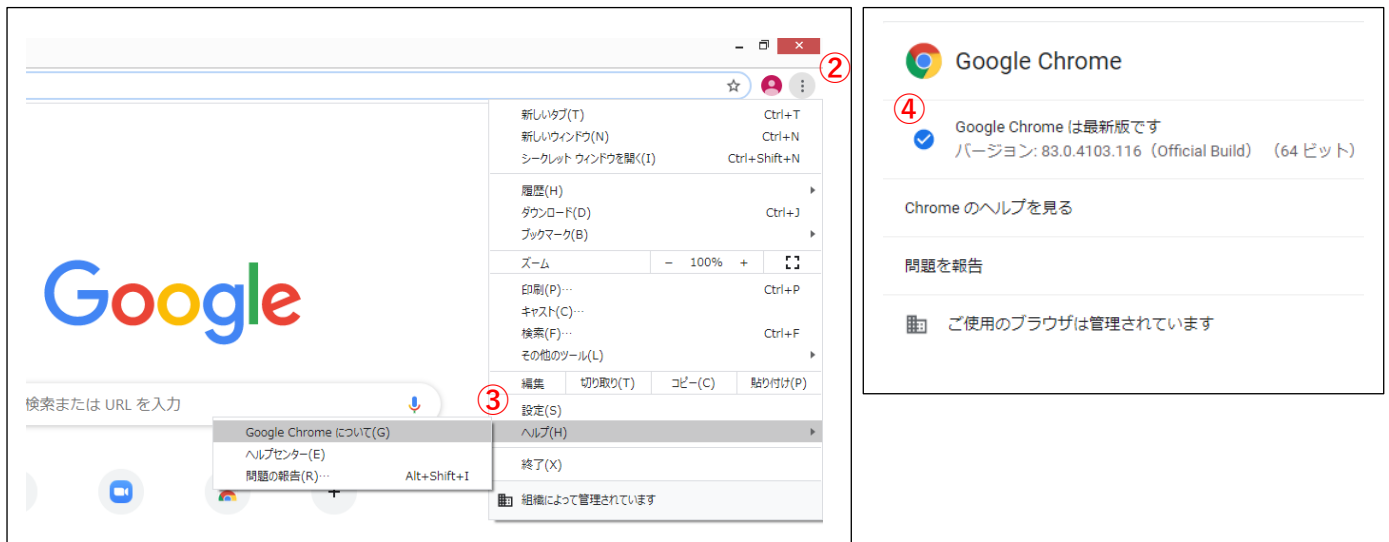 ②
新しいタブ(T) Ctrl+T
新しいウィンドウ(N) Ctrl+N
シークレット ウィンドウを開く(I) Ctrl+Shift+N
履歴(H)
ダウンロード(D) Ctrl+J
ブックマーク(B)
ズーム － 100% +
印刷(P)… Ctrl+P
キャスト(C)…
検索(F)… Ctrl+F
その他のツール(L)
編集 切り取り(T) コピー(C) 貼り付け(P)
③
設定(S)
ヘルプ(H)
終了(X)
組織によって管理されています
Google
検索または URL を入力
Google Chrome について(G)
ヘルプセンター(E)
問題の報告(R)… Alt+Shift+I
Google Chrome
④
Google Chrome は最新版です
バージョン: 83.0.4103.116（Official Build） （64 ビット）
Chrome のヘルプを見る
問題を報告
ご使用のブラウザは管理されています